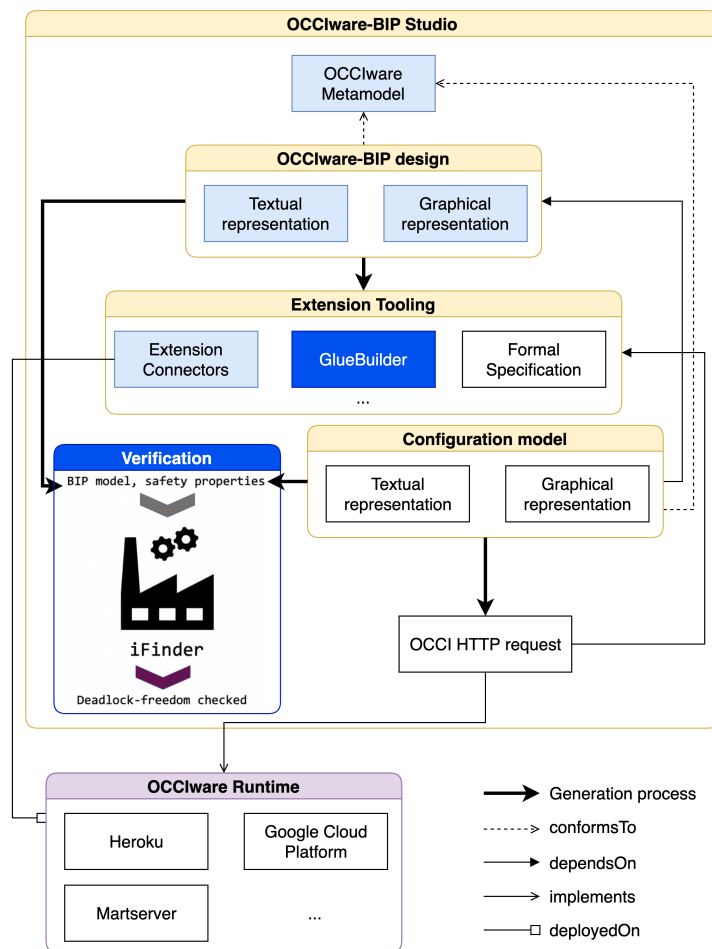 OCCIware-BIP Studio
OCCIware
Metamodel
OCCIware-BIP design
Textual
representation
Graphical
representation
Extension Tooling
Extension
Connectors
GlueBuilder
Formal
Specification
...
Configuration model
Textual
representation
Graphical
representation
Verification
BIP model, safety properties
iFinder
Deadlock-freedom checked
OCCI HTTP request
OCCIware Runtime
Heroku
Google Cloud
Platform
Martserver
...
Generation process
conformsTo
dependsOn
implements
deployedOn